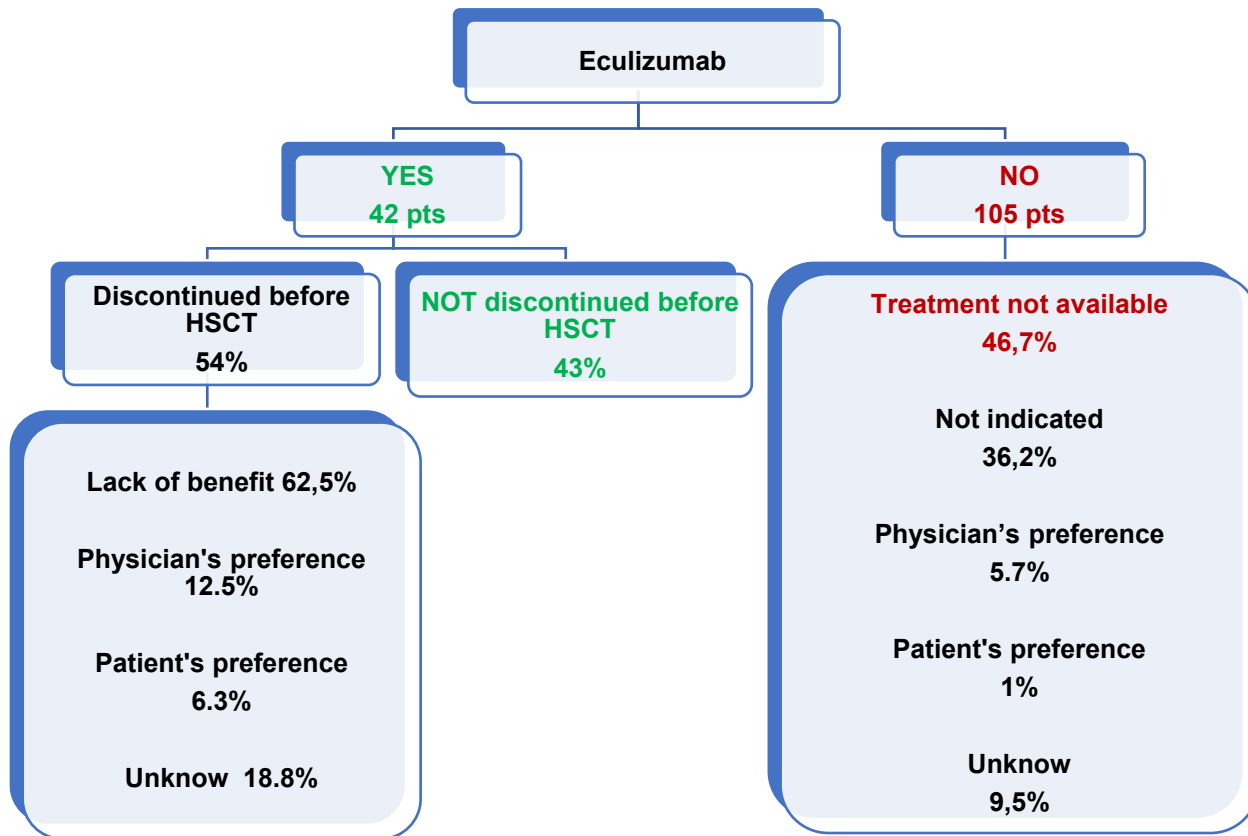 Eculizumab
YES
42 pts
NO
105 pts
Discontinued before
HSCT
54%
NOT discontinued before
HSCT
43%
Lack of benefit 62,5%
Physician's preference
12.5%
Patient's preference
6.3%
Unknow 18.8%
Treatment not available
46,7%
Not indicated
36,2%
Physician’s preference
5.7%
Patient's preference
1%
Unknow
9,5%